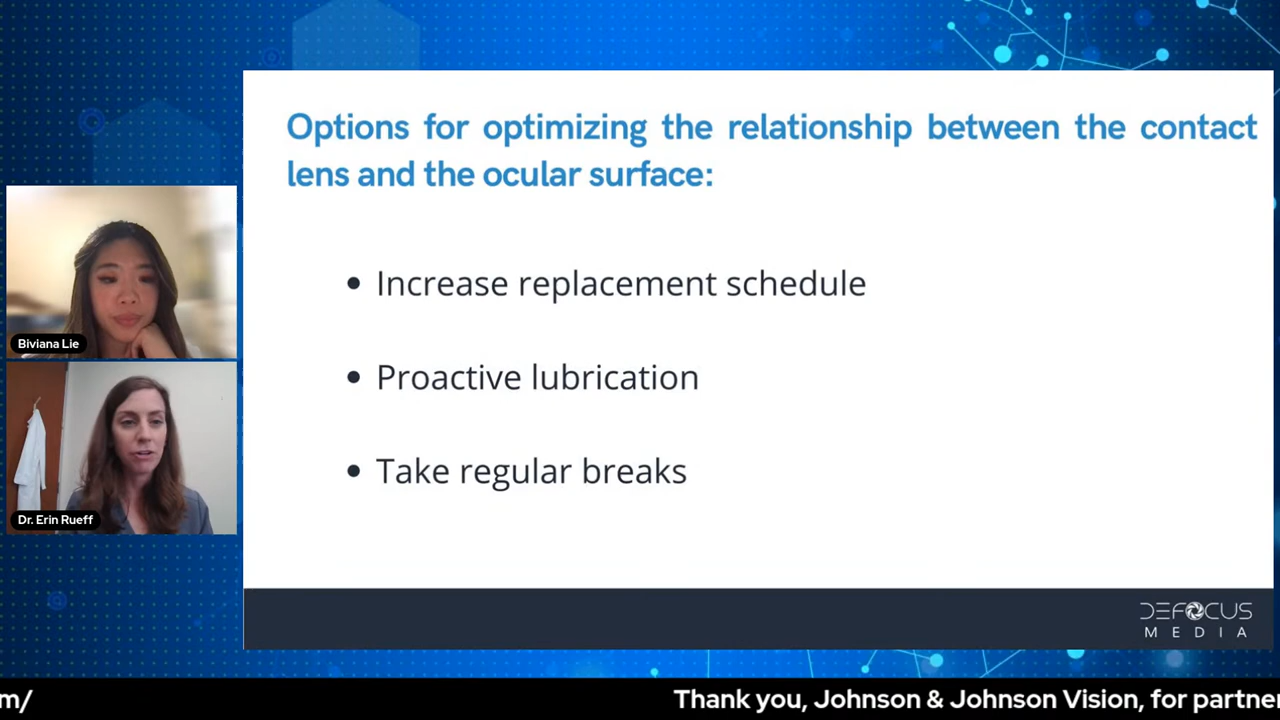 Options for optimizing the relationship between the contact
lens and the ocular surface:
• Increase replacement schedule
• Proactive lubrication
• Take regular breaks
Biviana Lie
Dr. Erin Rueff
DEFOCUS
MEDIA
m/
Thank you, Johnson & Johnson Vision, for partne